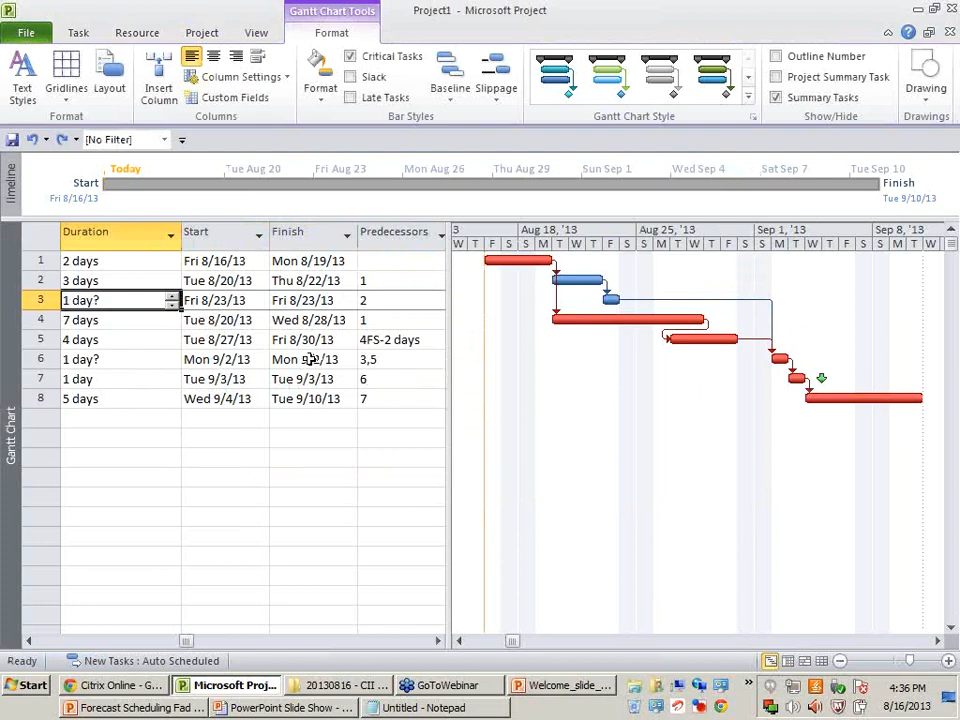 Gantt Chart Tools
Project1 - Microsoft Project
File Task Resource Project View Format
Text Styles
Gridlines
Layout
Format
Insert Column
Column Settings
Custom Fields
Columns
Format
Critical Tasks
Slack
Late Tasks
Bar Styles
Baseline
Slippage
Gantt Chart Style
Outline Number
Project Summary Task
Summary Tasks
Show/Hide
Drawing
Drawings
[No Filter]
Timeline
Today Tue Aug 20 Fri Aug 23 Mon Aug 26 Thu Aug 29 Sun Sep 1 Wed Sep 4 Sat Sep 7 Tue Sep 10
Start
Fri 8/16/13
Finish
Tue 9/10/13
Duration Start Finish Predecessors
3 Aug 18, '13 Aug 25, '13 Sep 1, '13 Sep 8, '13
W T F S S M T W T F S S M T W T F S S M T W T F S S M T W
1 2 days Fri 8/16/13 Mon 8/19/13
2 3 days Tue 8/20/13 Thu 8/22/13 1
3 1 day? Fri 8/23/13 Fri 8/23/13 2
4 7 days Tue 8/20/13 Wed 8/28/13 1
5 4 days Tue 8/27/13 Fri 8/30/13 4FS-2 days
6 1 day? Mon 9/2/13 Mon 9/2/13 3,5
7 1 day Tue 9/3/13 Tue 9/3/13 6
8 5 days Wed 9/4/13 Tue 9/10/13 7
Gantt Chart
Ready New Tasks : Auto Scheduled
Start Citrix Online - G... Microsoft Proj... 20130816 - CII ... GoToWebinar Welcome_slide_... 4:36 PM
Forecast Scheduling Fad ... PowerPoint Slide Show - ... Untitled - Notepad 8/16/2013